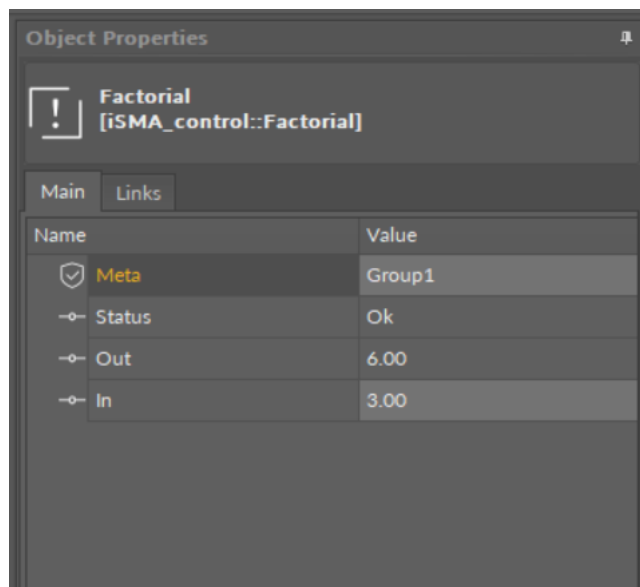 Object Properties
!
Factorial
[iSMA_control::Factorial]
Main Links
Name Value
Meta Group1
Status Ok
Out 6.00
In 3.00